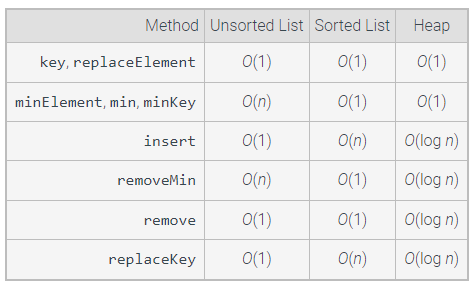 Method Unsorted List Sorted List Heap
key, replaceElement O(1) O(1) O(1)
minElement, min, minKey O(n) O(1) O(1)
insert O(1) O(n) O(log n)
removeMin O(n) O(1) O(log n)
remove O(1) O(1) O(log n)
replaceKey O(1) O(n) O(log n)